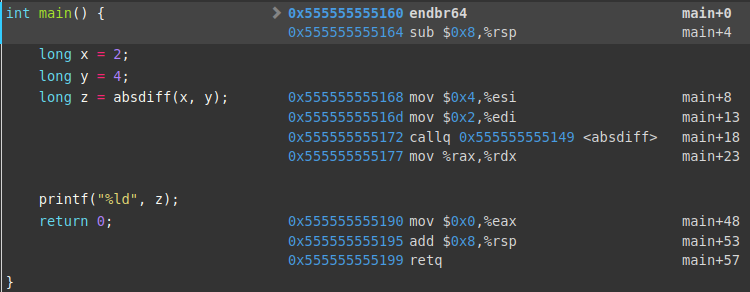 int main() { 0x555555555160 endbr64 main+0
0x555555555164 sub $0x8,%rsp main+4
long x = 2;
long y = 4;
long z = absdiff(x, y); 0x555555555168 mov $0x4,%esi main+8
0x55555555516d mov $0x2,%edi main+13
0x555555555172 callq 0x555555555149 <absdiff> main+18
0x555555555177 mov %rax,%rdx main+23
printf("%ld", z);
return 0; 0x555555555190 mov $0x0,%eax main+48
0x555555555195 add $0x8,%rsp main+53
0x555555555199 retq main+57
}